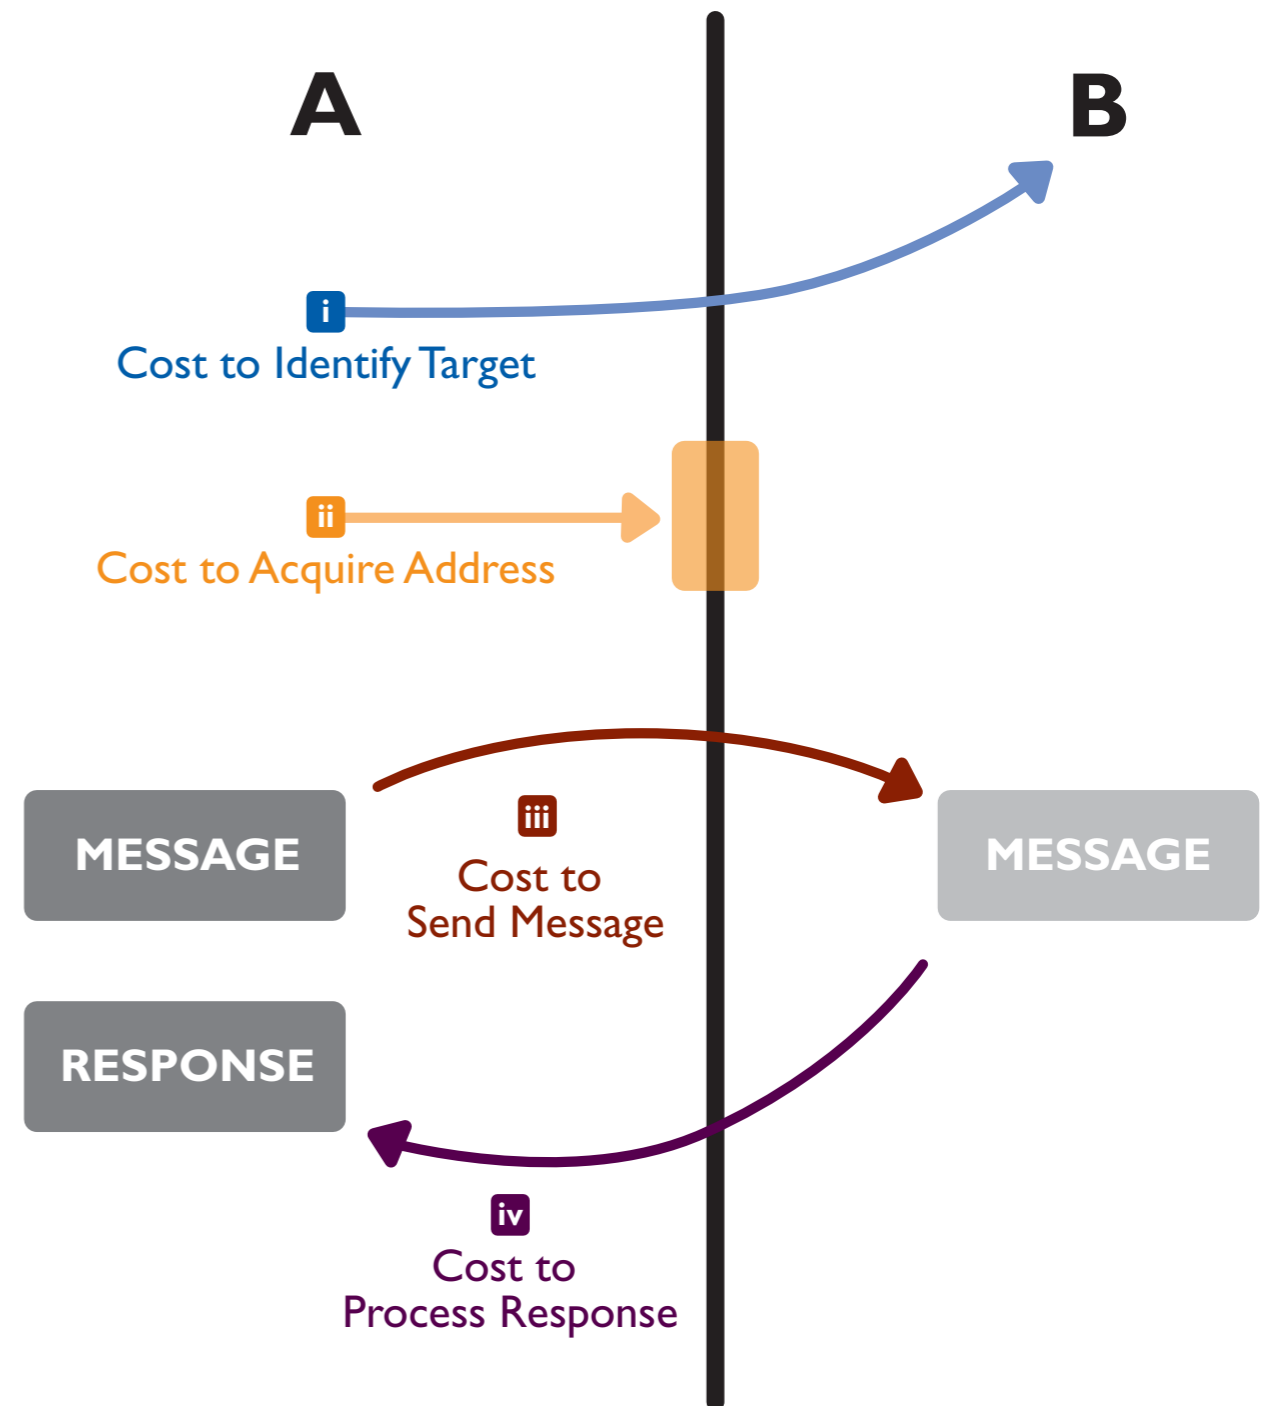 A
B
i
Cost to Identify Target
ii
Cost to Acquire Address
iii
MESSAGE
MESSAGE
Cost to
Send Message
RESPONSE
iv
Cost to
Process Response